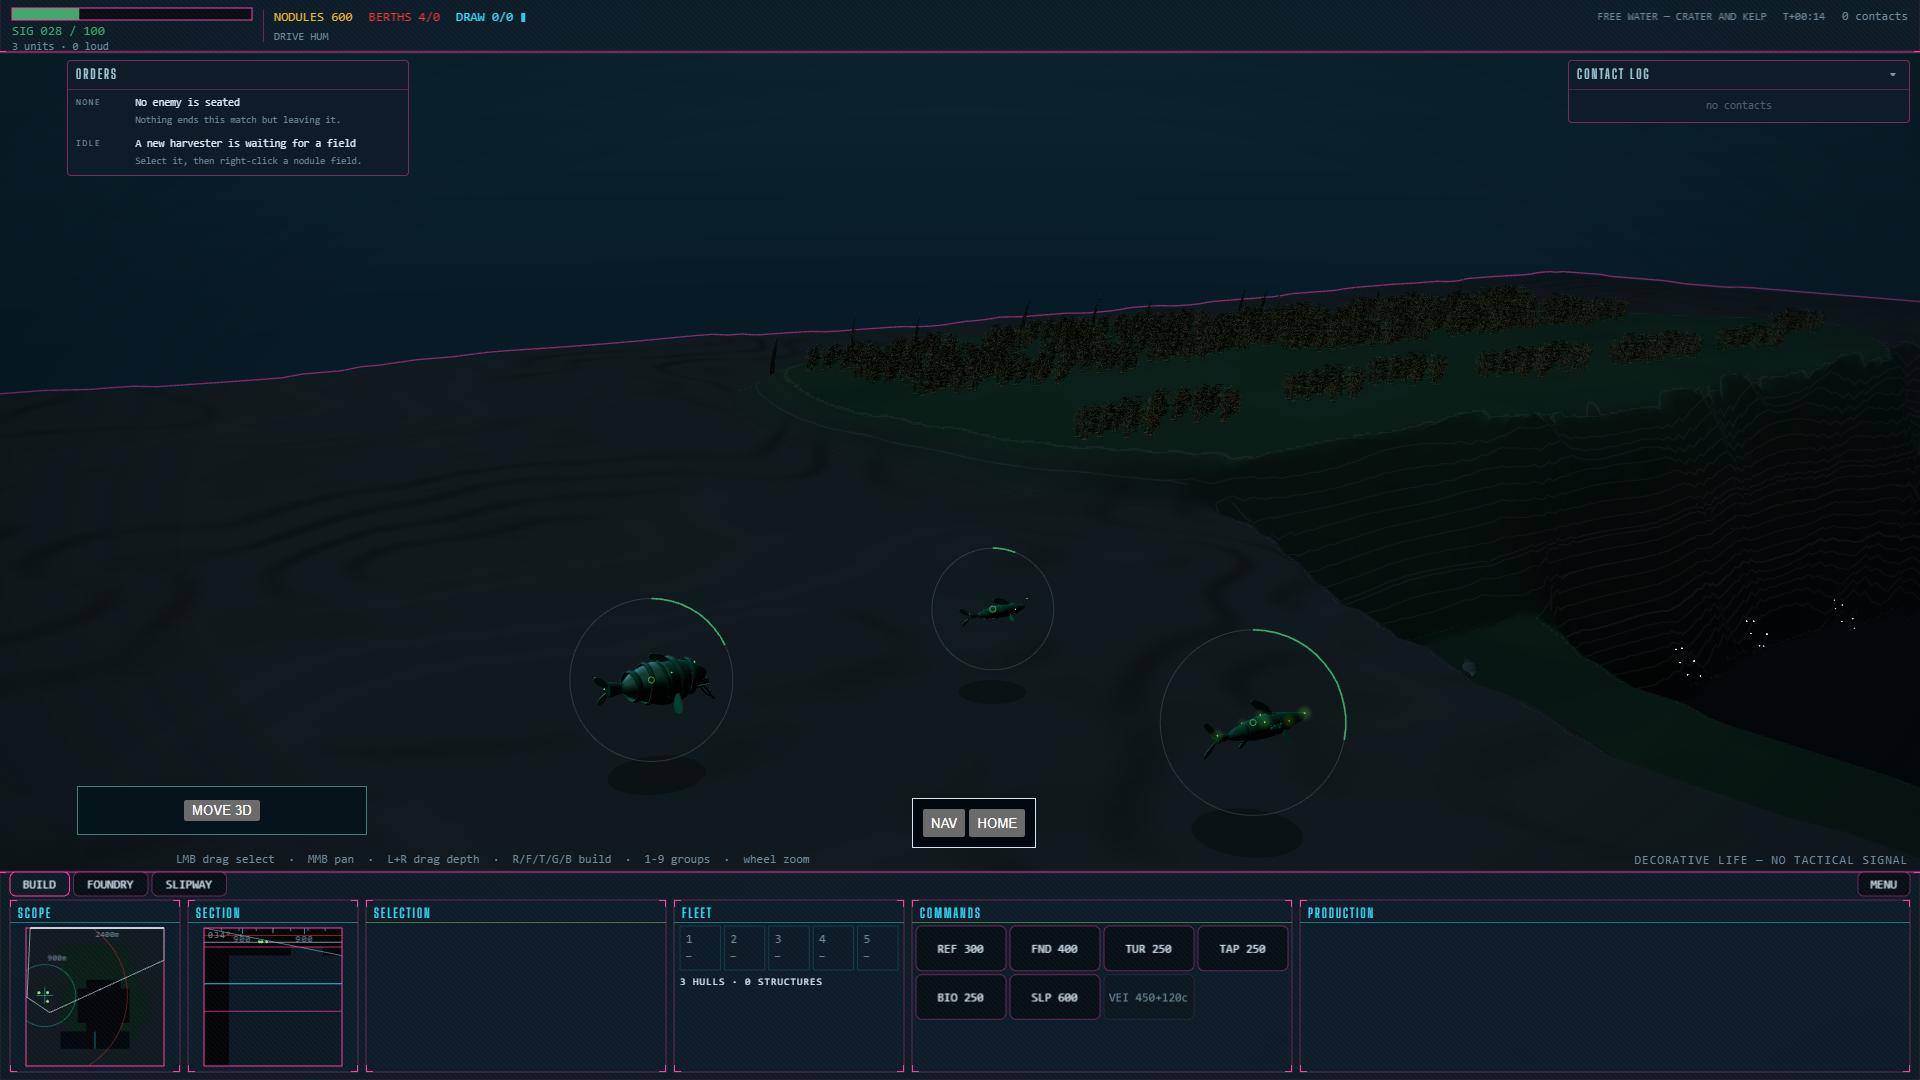 SIG 028 / 100
3 units · 0 loud
NODULES 600 BERTHS 4/0 DRAW 0/0
DRIVE HUM
FREE WATER — CRATER AND KELP T+00:14 0 contacts
ORDERS
NONE No enemy is seated
Nothing ends this match but leaving it.
IDLE A new harvester is waiting for a field
Select it, then right-click a nodule field.
CONTACT LOG
no contacts
MOVE 3D
NAV HOME
LMB drag select · MMB pan · L+R drag depth · R/F/T/G/B build · 1-9 groups · wheel zoom
DECORATIVE LIFE — NO TACTICAL SIGNAL
BUILD FOUNDRY SLIPWAY
MENU
SCOPE
2400m
900m
SECTION
034°
900 900
SELECTION
FLEET
1 2 3 4 5
– – – – –
3 HULLS · 0 STRUCTURES
COMMANDS
REF 300 FND 400 TUR 250 TAP 250
BIO 250 SLP 600 VEI 450+120c
PRODUCTION